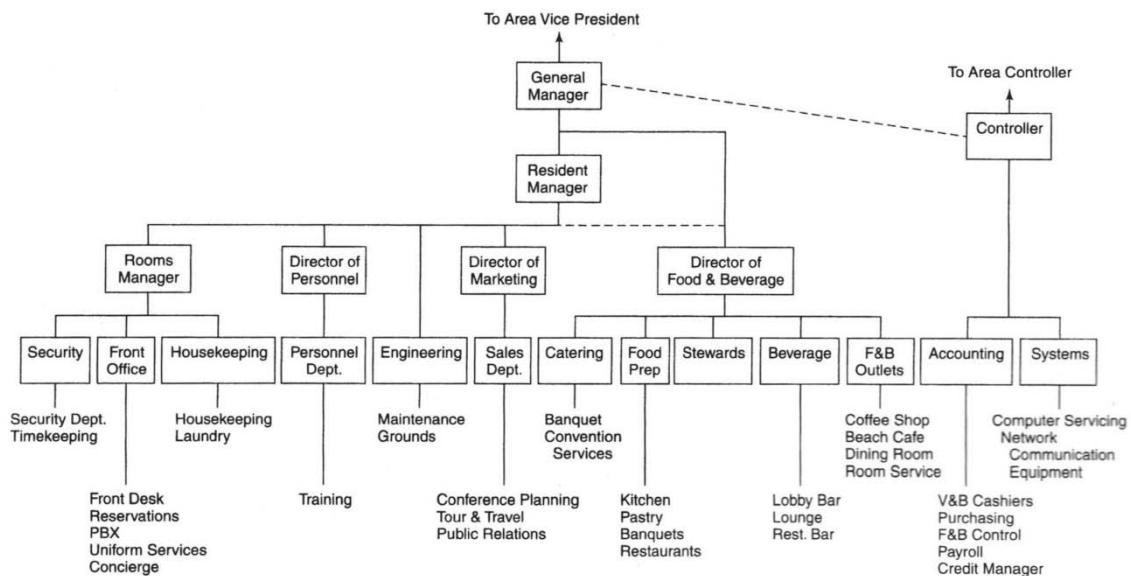 To Area Vice President
General
Manager
To Area Controller
Controller
Resident
Manager
Rooms
Manager
Director of
Personnel
Director of
Marketing
Director of
Food & Beverage
Security
Front
Office
Housekeeping
Personnel
Dept.
Engineering
Sales
Dept.
Catering
Food
Prep
Stewards
Beverage
F&B
Outlets
Accounting
Systems
Security Dept.
Timekeeping
Housekeeping
Laundry
Maintenance
Grounds
Banquet
Convention
Services
Coffee Shop
Beach Cafe
Dining Room
Room Service
Computer Servicing
Network
Communication
Equipment
Front Desk
Reservations
PBX
Uniform Services
Concierge
Training
Conference Planning
Tour & Travel
Public Relations
Kitchen
Pastry
Banquets
Restaurants
Lobby Bar
Lounge
Rest. Bar
V&B Cashiers
Purchasing
F&B Control
Payroll
Credit Manager